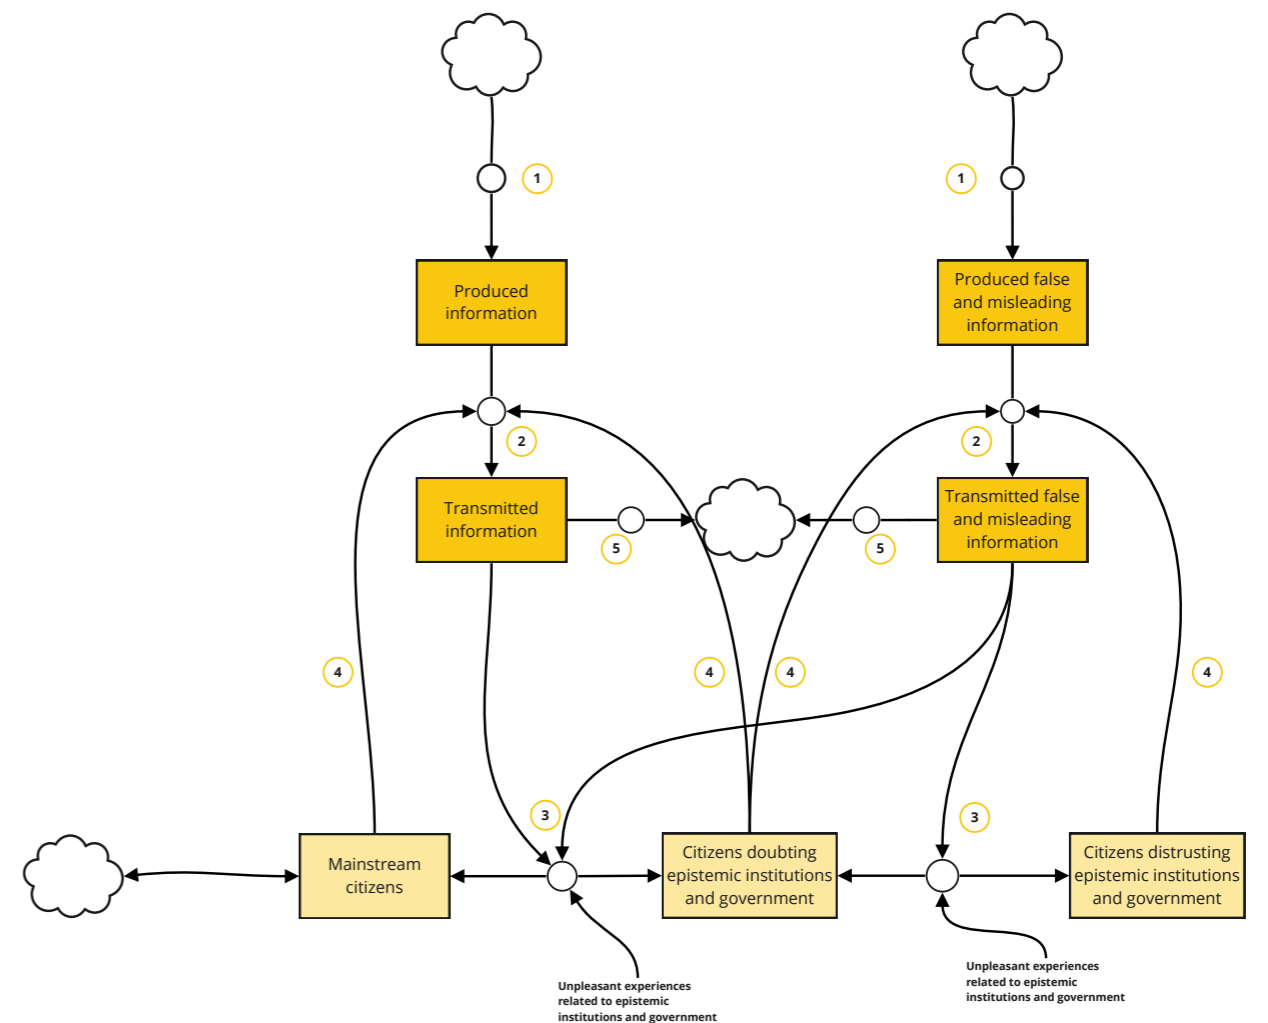 1
1
Produced
information
Produced false
and misleading
information
2
2
Transmitted
information
Transmitted false
and misleading
information
5
5
4
4
4
4
3
3
Mainstream
citizens
Citizens doubting
epistemic institutions
and government
Citizens distrusting
epistemic institutions
and government
Unpleasant experiences
related to epistemic
institutions and government
Unpleasant experiences
related to epistemic
institutions and government